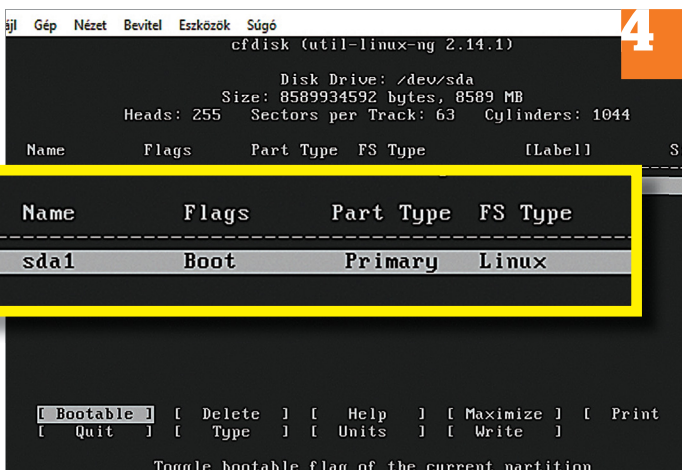 ájl Gép Nézet Bevitel Eszközök Súgó
4
cfdisk (util-linux-ng 2.14.1)
Disk Drive: /dev/sda
Size: 8589934592 bytes, 8589 MB
Heads: 255 Sectors per Track: 63 Cylinders: 1044
Name Flags Part Type FS Type [Label] S
Name Flags Part Type FS Type
sda1 Boot Primary Linux
[ Bootable ] [ Delete ] [ Help ] [ Maximize ] [ Print
[ Quit ] [ Type ] [ Units ] [ Write ]
Toggle bootable flag of the current partition